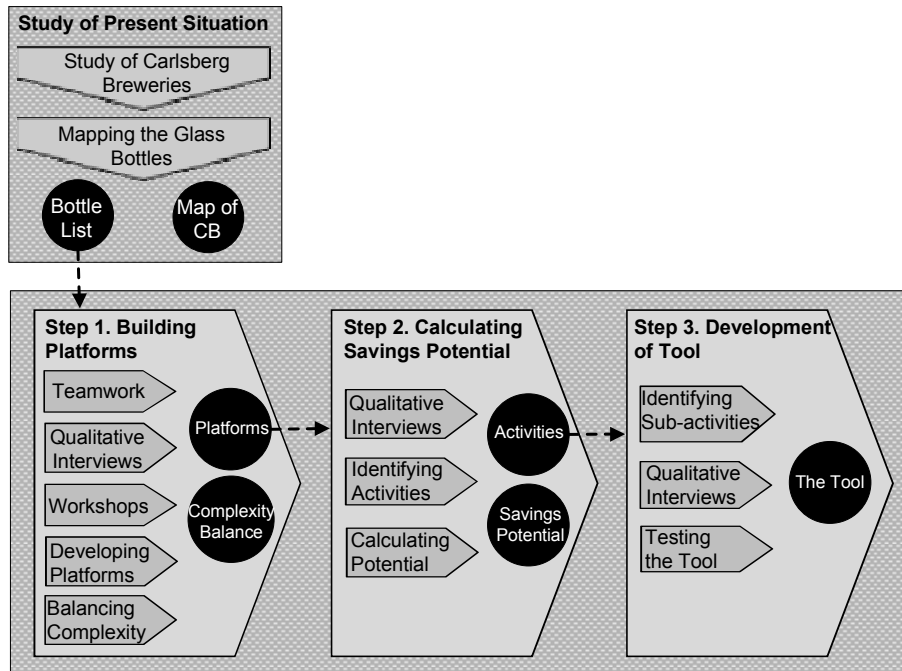 Study of Present Situation
Study of Carlsberg
Breweries
Mapping the Glass
Bottles
Bottle
List
Map of
CB
Step 1. Building
Platforms
Teamwork
Qualitative
Interviews
Workshops
Developing
Platforms
Balancing
Complexity
Platforms
Complexity
Balance
Step 2. Calculating
Savings Potential
Qualitative
Interviews
Identifying
Activities
Calculating
Potential
Activities
Savings
Potential
Step 3. Development
of Tool
Identifying
Sub-activities
Qualitative
Interviews
Testing
the Tool
The Tool